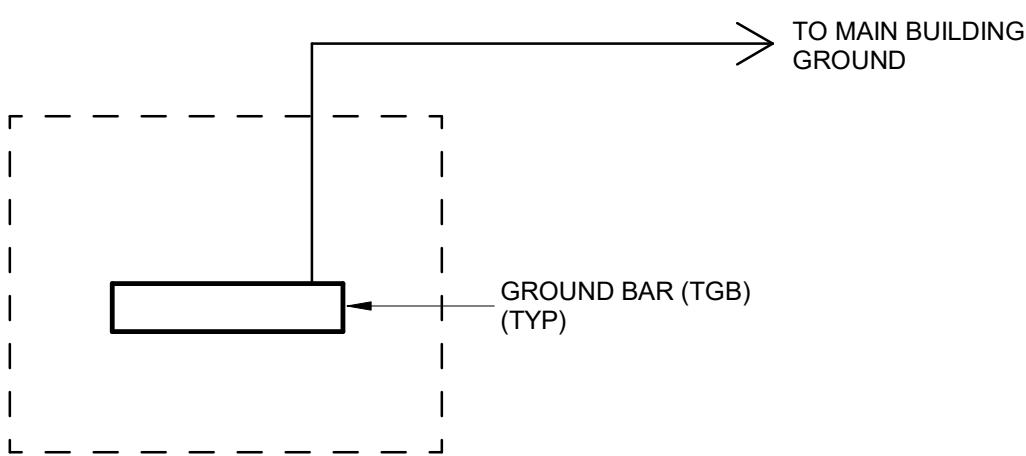 TO MAIN BUILDING
GROUND
GROUND BAR (TGB)
(TYP)